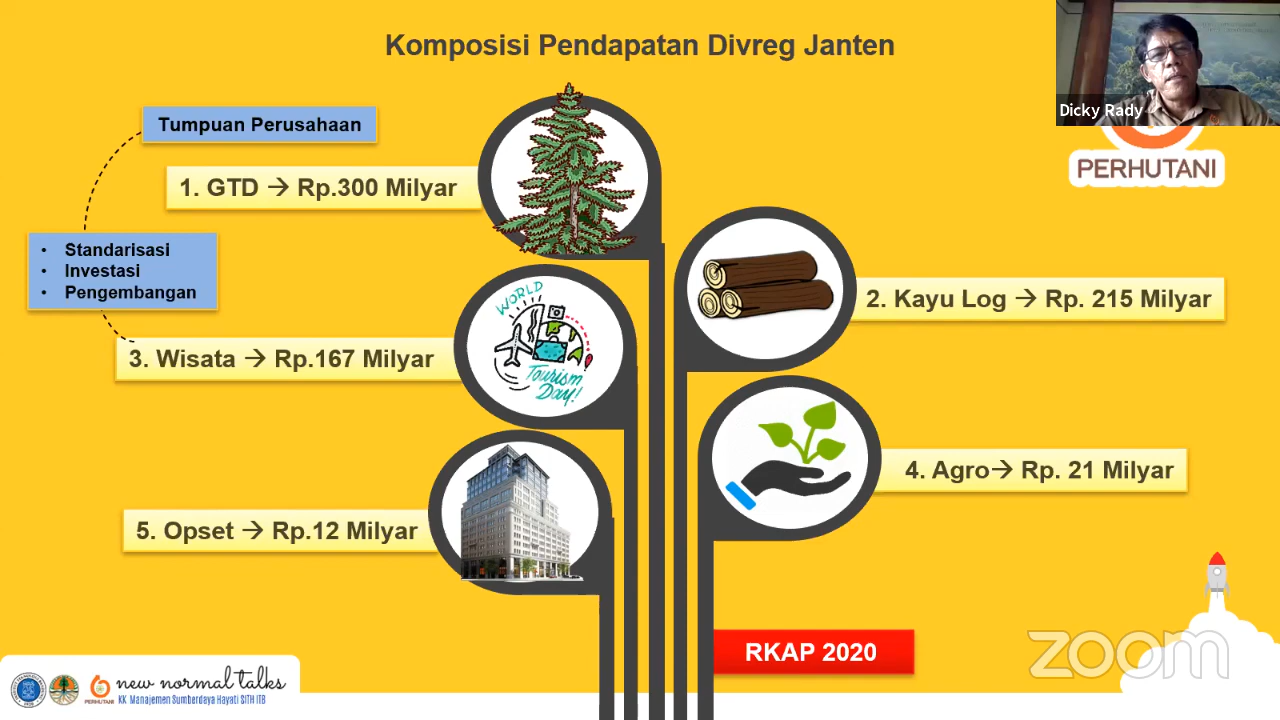 Komposisi Pendapatan Divreg Janten
Dicky Rady
PERHUTANI
Tumpuan Perusahaan
1. GTD → Rp.300 Milyar
• Standarisasi
• Investasi
• Pengembangan
2. Kayu Log → Rp. 215 Milyar
WORLD
Tourism
Day!
3. Wisata → Rp.167 Milyar
4. Agro→ Rp. 21 Milyar
5. Opset → Rp.12 Milyar
RKAP 2020
zoom
PERHUTANI
new normal talks
KK Manajemen Sumberdaya Hayati SITH ITB